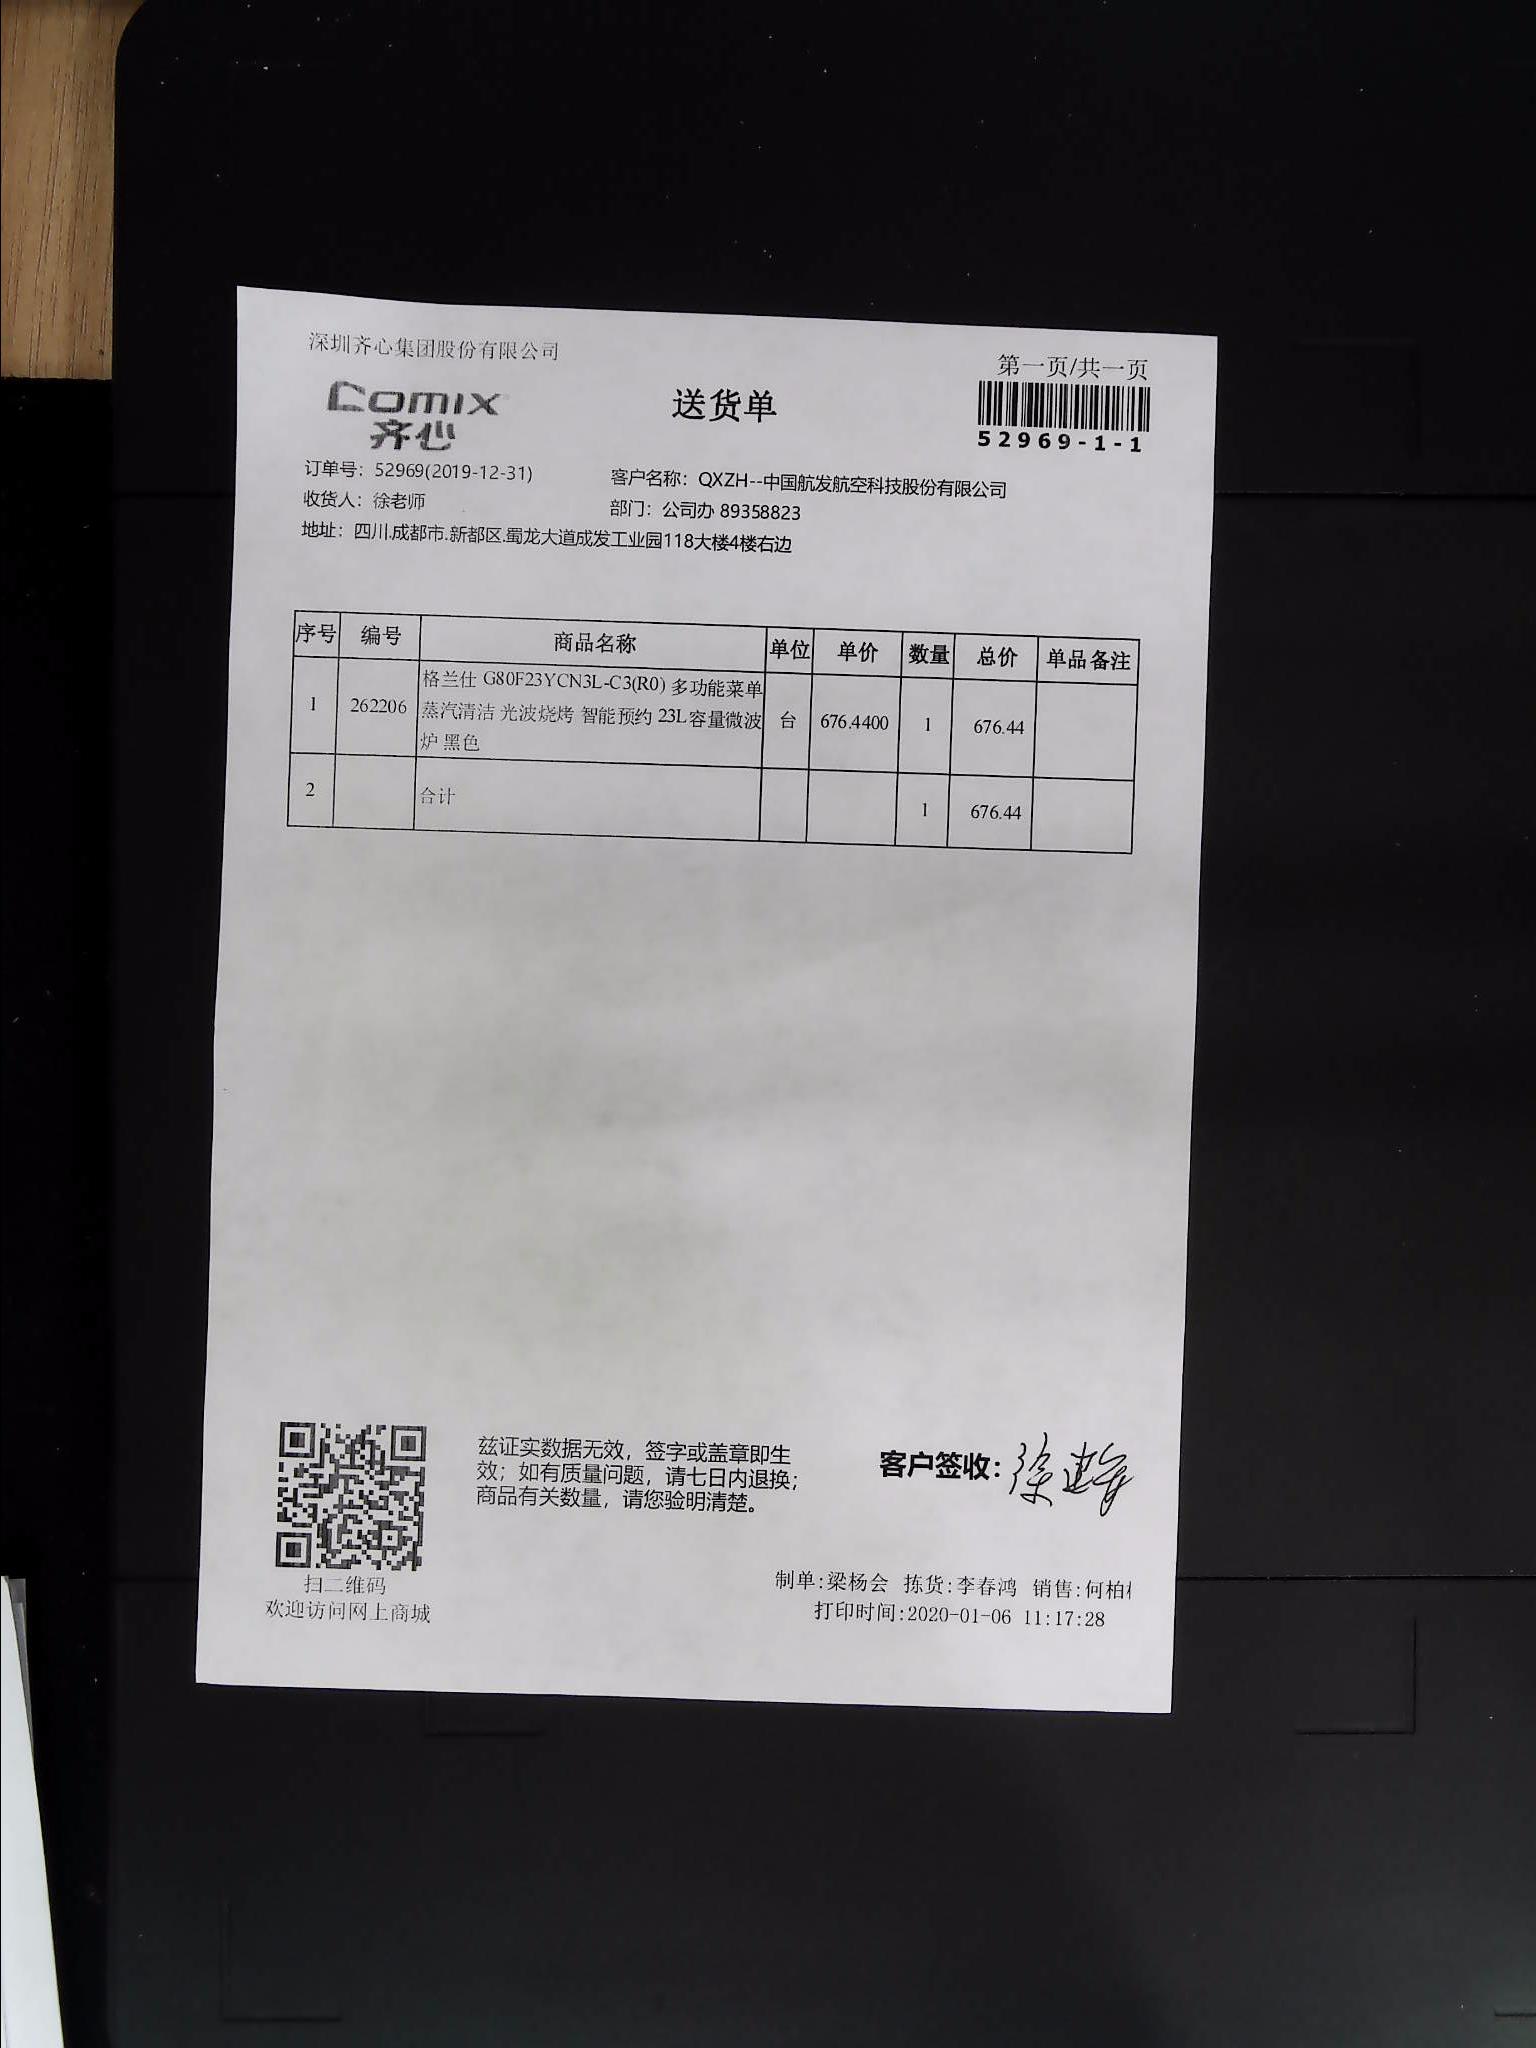 深圳齐心集团股份有限公司
第一页/共一页
Comix
齐心
送货单
52969-1-1
订单号：52969(2019-12-31)
客户名称：QXZH--中国航发航空科技股份有限公司
收货人：徐老师
部门：公司办 89358823
地址：四川.成都市.新都区.蜀龙大道成发工业园118大楼4楼右边
序号 编号 商品名称 单位 单价 数量 总价 单品备注
1 262206 格兰仕 G80F23YCN3L-C3(R0) 多功能菜单
蒸汽清洁 光波烧烤 智能预约 23L容量微波 台 676.4400 1 676.44
炉 黑色
2 合计 1 676.44
兹证实数据无效，签字或盖章即生
效；如有质量问题，请七日内退换；
商品有关数量，请您验明清楚。
客户签收：徐
扫二维码
欢迎访问网上商城
制单:梁杨会 拣货:李春鸿 销售:何柏
打印时间:2020-01-06 11:17:28